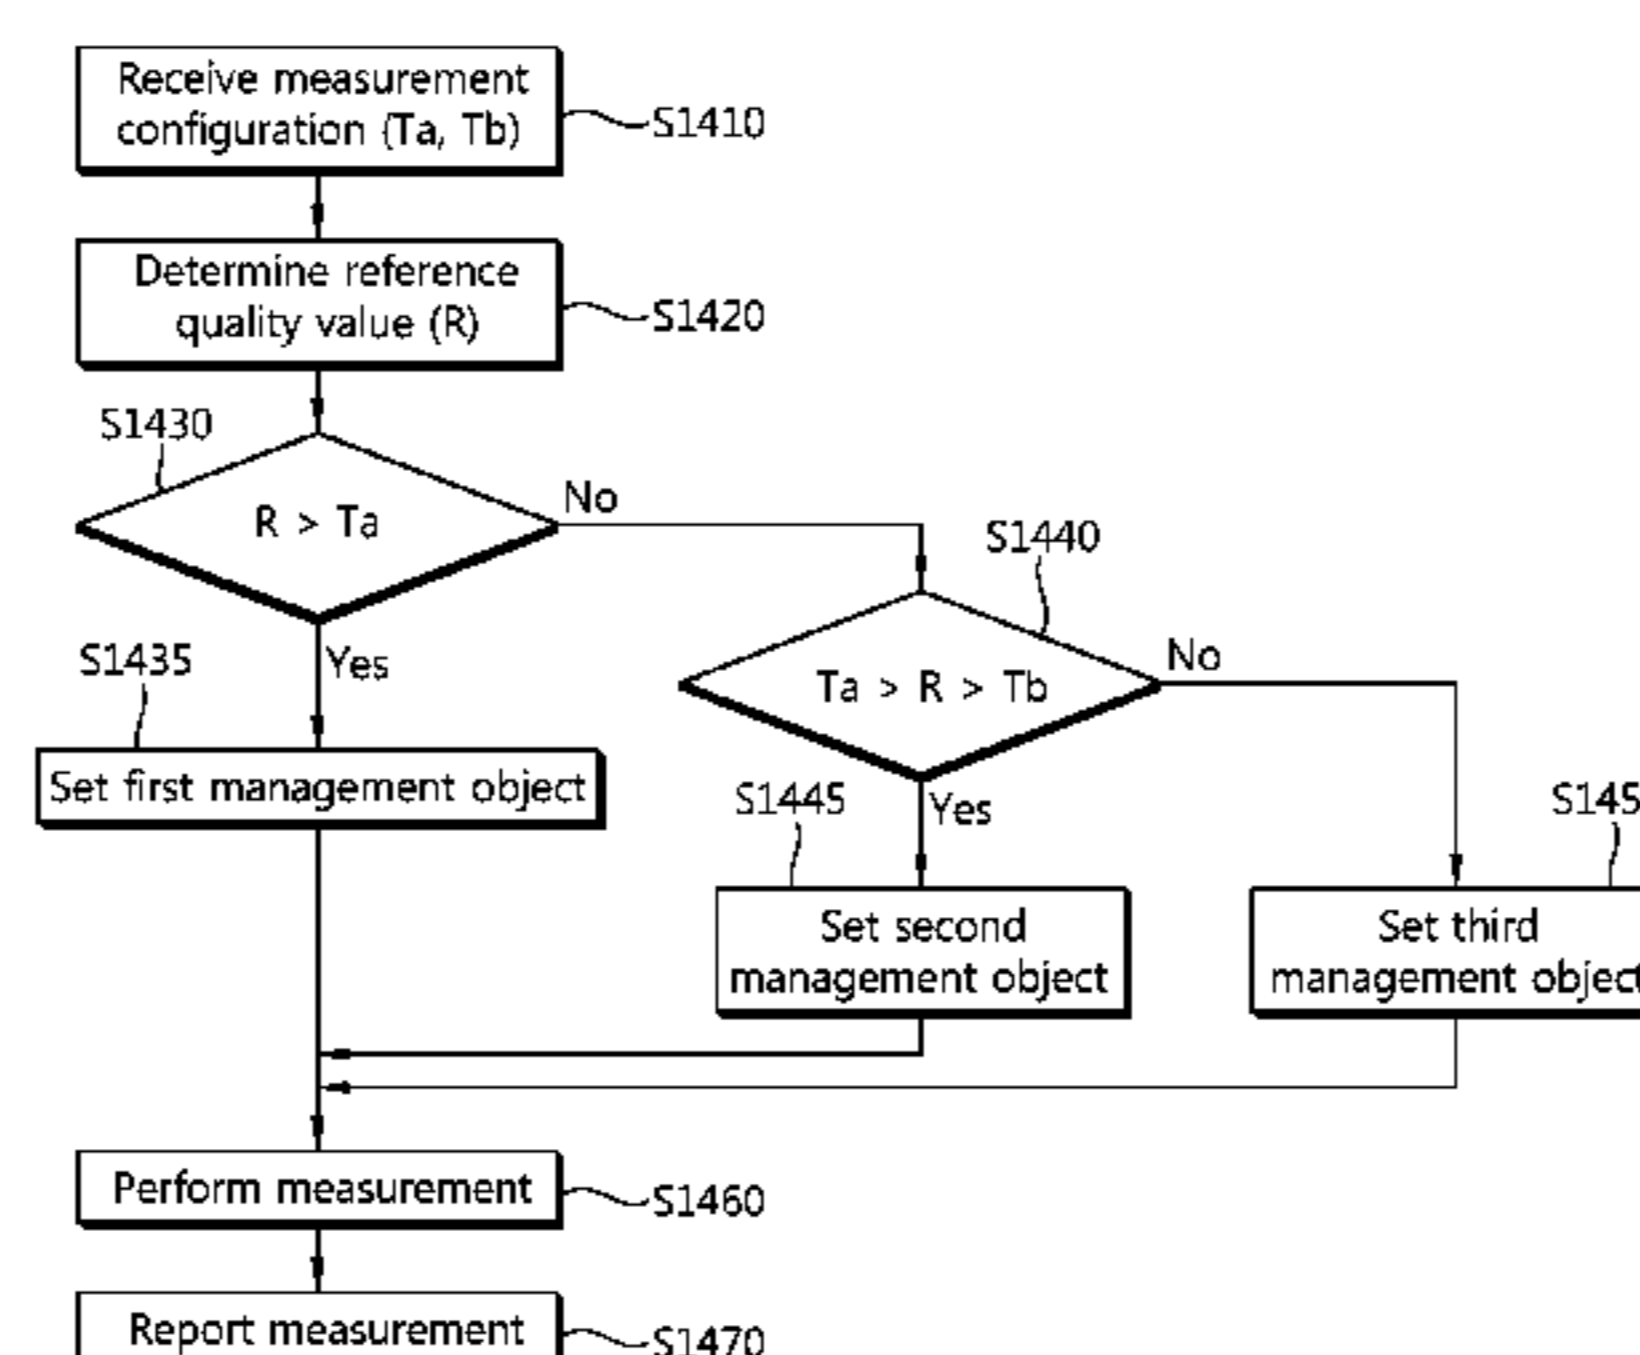 Receive measurement
configuration (Ta, Tb)
S1410
Determine reference
quality value (R)
S1420
S1430
R > Ta
No
S1440
Ta > R > Tb
No
Yes
S1435
Set first management object
S1445
Yes
Set second
management object
Set third
management object
Perform measurement
S1460
Report measurement
S1470